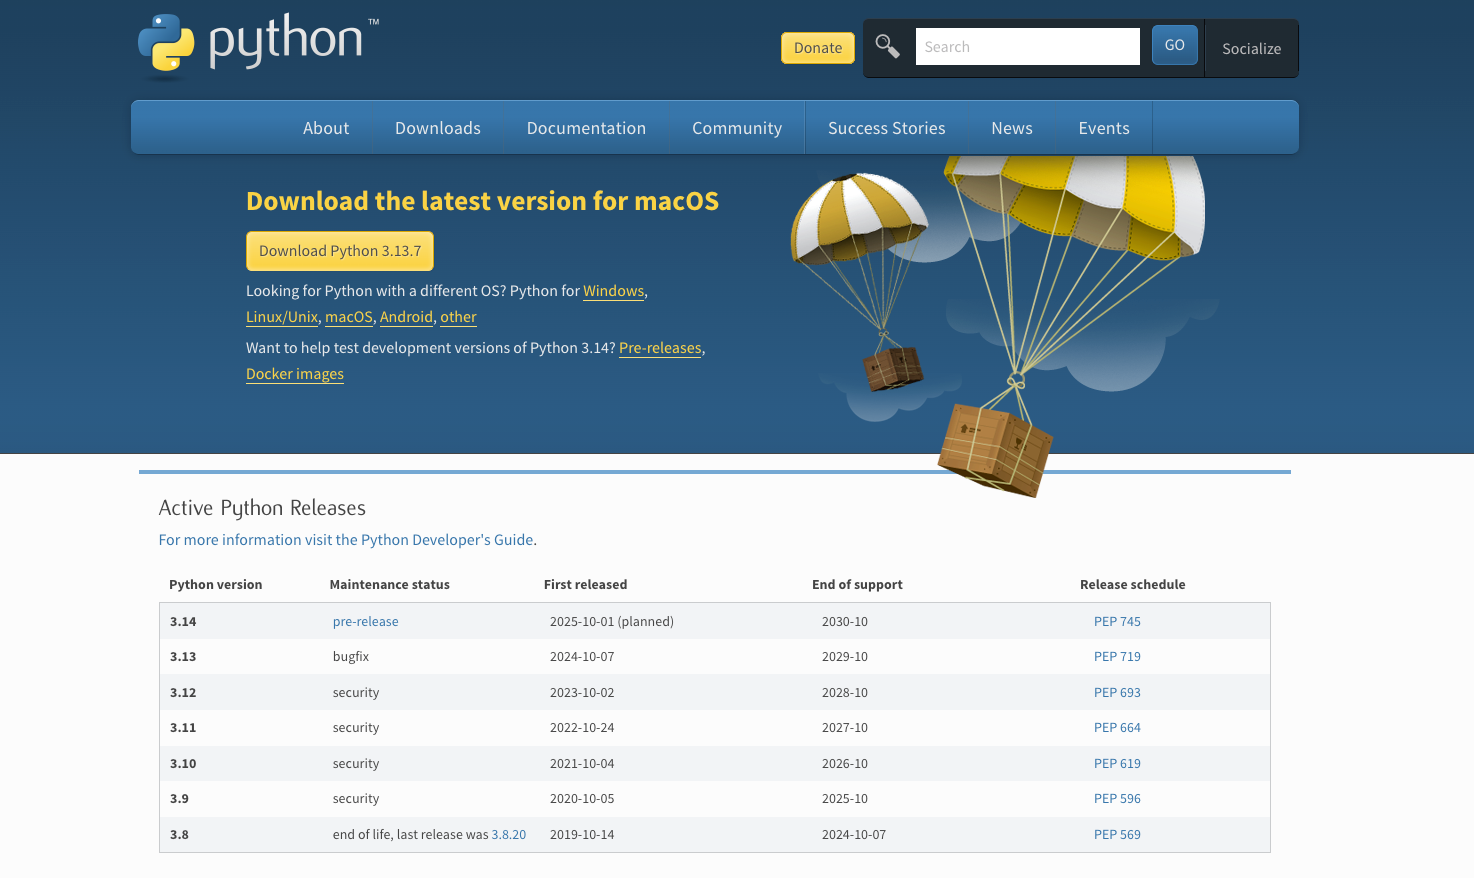 python™
Donate
Search
GO
Socialize
About Downloads Documentation Community Success Stories News Events
Download the latest version for macOS
Download Python 3.13.7
Looking for Python with a different OS? Python for Windows,
Linux/Unix, macOS, Android, other
Want to help test development versions of Python 3.14? Pre-releases,
Docker images
Active Python Releases
For more information visit the Python Developer's Guide.
Python version Maintenance status First released End of support Release schedule
3.14 pre-release 2025-10-01 (planned) 2030-10 PEP 745
3.13 bugfix 2024-10-07 2029-10 PEP 719
3.12 security 2023-10-02 2028-10 PEP 693
3.11 security 2022-10-24 2027-10 PEP 664
3.10 security 2021-10-04 2026-10 PEP 619
3.9 security 2020-10-05 2025-10 PEP 596
3.8 end of life, last release was 3.8.20 2019-10-14 2024-10-07 PEP 569